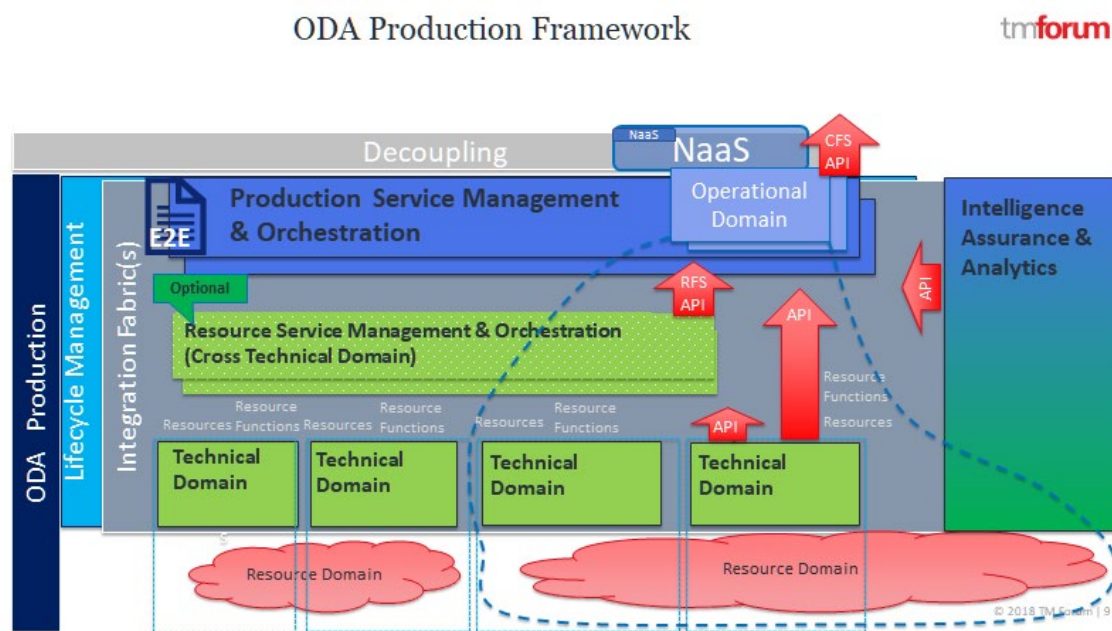 ODA Production Framework
tmforum
Decoupling
NaaS
NaaS
CFS
API
ODA Production
Lifecycle Management
Integration Fabric(s)
E2E
Production Service Management
& Orchestration
Operational
Domain
Intelligence
Assurance &
Analytics
Optional
RFS
API
API
API
Resource Service Management & Orchestration
(Cross Technical Domain)
Resource
Functions
Resources
Resource
Resources Functions
Resource
Resources Functions
Resource
Resources Functions
API
Technical
Domain
Technical
Domain
Technical
Domain
Technical
Domain
s
Resource Domain
Resource Domain
© 2018 TM Forum | 9